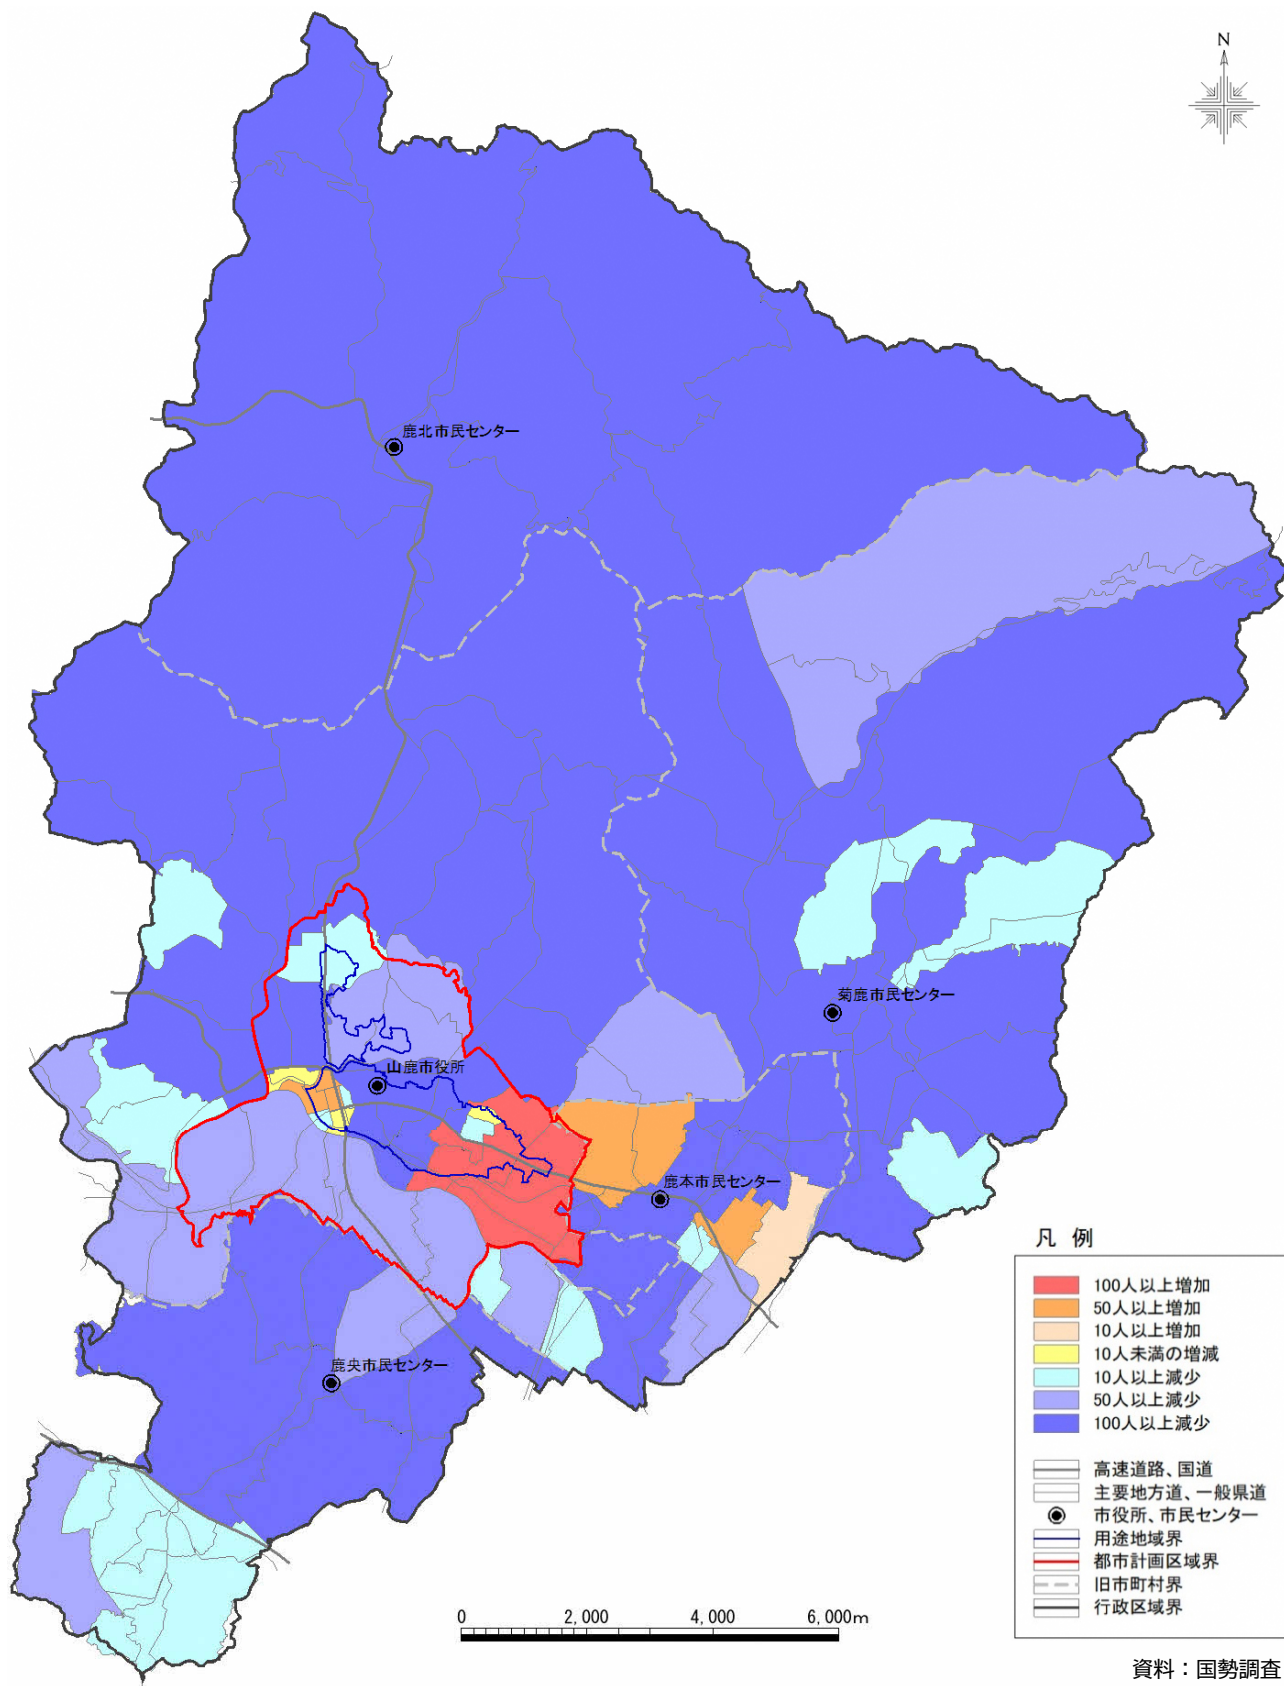 N
鹿北市民センター
菊鹿市民センター
山鹿市役所
鹿本市民センター
鹿央市民センター
凡 例
100人以上増加
50人以上増加
10人以上増加
10人未満の増減
10人以上減少
50人以上減少
100人以上減少
高速道路、国道
主要地方道、一般県道
市役所、市民センター
用途地域界
都市計画区域界
旧市町村界
行政区域界
0 2,000 4,000 6,000m
資料：国勢調査